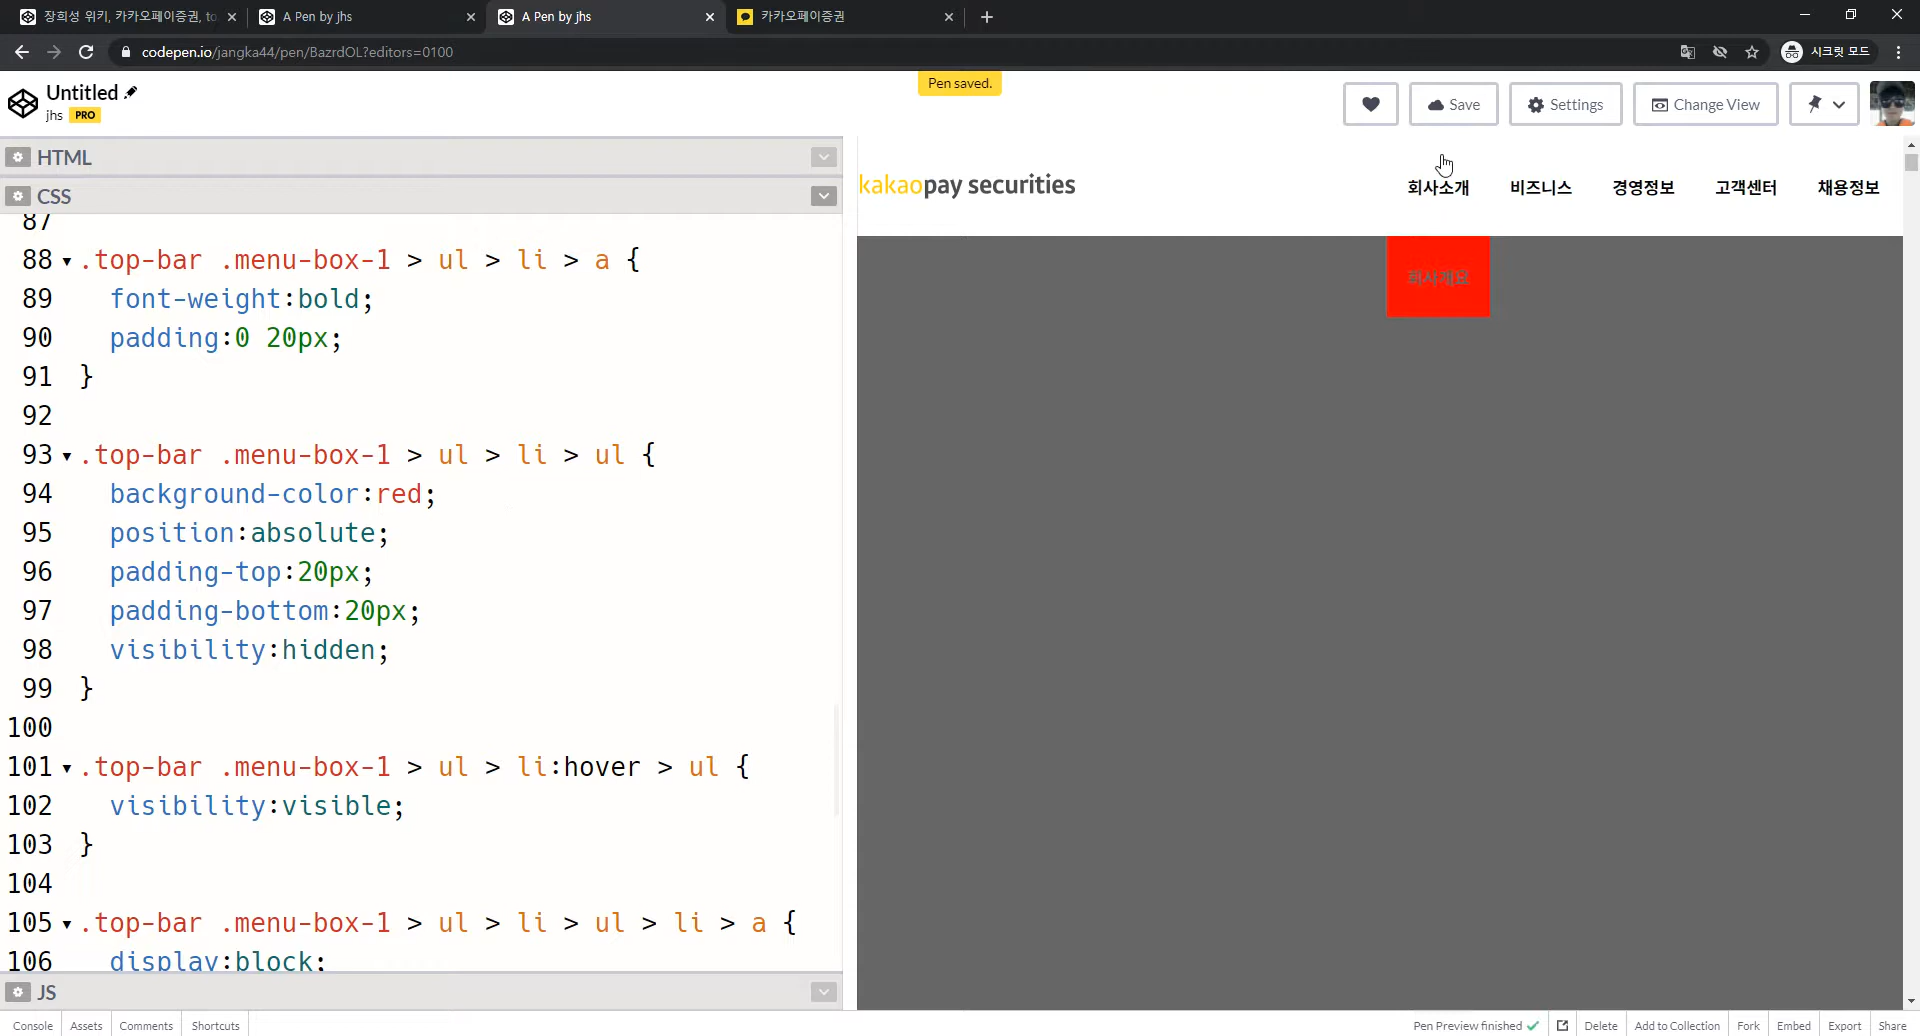 장희성 위키, 카카오페이증권, to
A Pen by jhs
A Pen by jhs
카카오페이증권
codepen.io/jangka44/pen/BazrdOL?editors=0100
시크릿 모드
Untitled
jhs PRO
Pen saved.
Save
Settings
Change View
HTML
CSS
87
88 .top-bar .menu-box-1 > ul > li > a {
89 font-weight:bold;
90 padding:0 20px;
91 }
92
93 .top-bar .menu-box-1 > ul > li > ul {
94 background-color:red;
95 position:absolute;
96 padding-top:20px;
97 padding-bottom:20px;
98 visibility:hidden;
99 }
100
101 .top-bar .menu-box-1 > ul > li:hover > ul {
102 visibility:visible;
103 }
104
105 .top-bar .menu-box-1 > ul > li > ul > li > a {
106 display:block;
JS
kakaopay securities
회사소개 비즈니스 경영정보 고객센터 채용정보
회사개요
Console Assets Comments Shortcuts
Pen Preview finished Delete Add to Collection Fork Embed Export Share